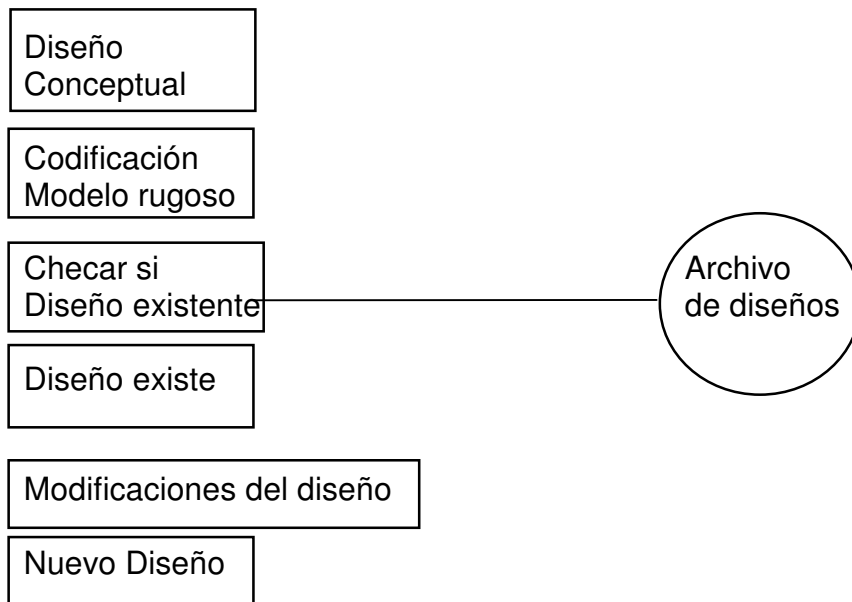 Diseño
Conceptual
Codificación
Modelo rugoso
Checar si
Diseño existente
Archivo
de diseños
Diseño existe
Modificaciones del diseño
Nuevo Diseño